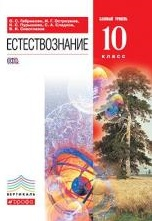 О. С. Габриелян, И. Г. Остроумов,
Н. С. Пурышева, С. А. Сладков,
В. И. Сивоглазов
БАЗОВЫЙ УРОВЕНЬ
ЕСТЕСТВОЗНАНИЕ
10
КЛАСС
ВЕРТИКАЛЬ
дрофа